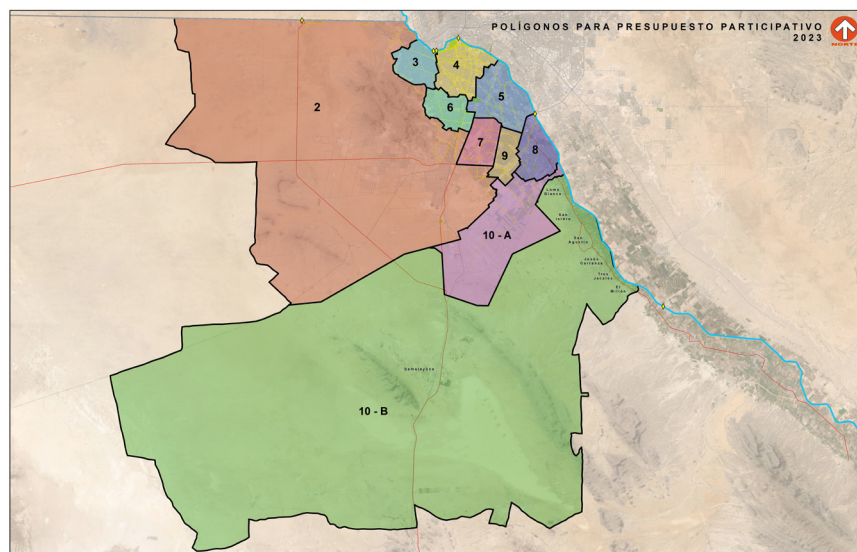 POLÍGONOS PARA PRESUPUESTO PARTICIPATIVO
2023
NORTE
3
4
5
6
2
7
9
8
Loma
Blanca
San
Isidro
10 - A
San
Agustín
Jesús
Carranza
Tres
Jacales
El
Millón
Samalayuca
10 - B